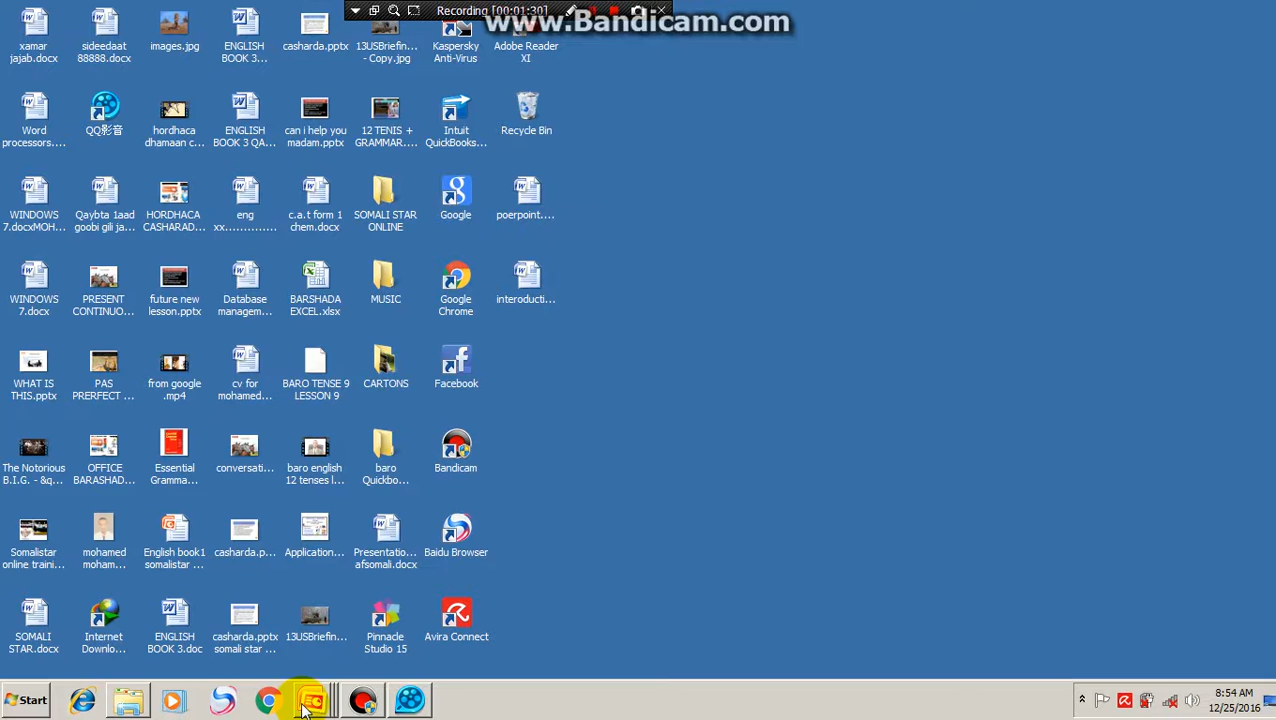 Recording [00:01:30]
www.Bandicam.com
xamar
jajab.docx
sideedaat
88888.docx
images.jpg
ENGLISH
BOOK 3...
casharda.pptx
13USBriefin...
- Copy.jpg
Kaspersky
Anti-Virus
Adobe Reader
XI
Word
processors....
QQ影音
hordhaca
dhamaan c...
ENGLISH
BOOK 3 QA...
can i help you
madam.pptx
12 TENIS +
GRAMMAR....
Intuit
QuickBooks...
Recycle Bin
WINDOWS
7.docxMOH...
Qaybta 1aad
goobi gili ja...
HORDHACA
CASHARAD...
eng
xx..............
c.a.t form 1
chem.docx
SOMALI STAR
ONLINE
Google
poerpoint....
WINDOWS
7.docx
PRESENT
CONTINUO...
future new
lesson.pptx
Database
managem...
BARSHADA
EXCEL.xlsx
MUSIC
Google
Chrome
interoducti...
WHAT IS
THIS.pptx
PAS
PRERFECT ...
from google
.mp4
cv for
mohamed...
BARO TENSE 9
LESSON 9
CARTONS
Facebook
The Notorious
B.I.G. - &q...
OFFICE
BARASHAD...
Essential
Gramma...
conversati...
baro english
12 tenses l...
baro
Quickbo...
Bandicam
Somalistar
online traini...
mohamed
moham...
English book1
somalistar ...
casharda.p...
Application...
Presentatio...
afsomali.docx
Baidu Browser
SOMALI
STAR.docx
Internet
Downlo...
ENGLISH
BOOK 3.doc
casharda.pptx
somali star ...
13USBriefin...
Pinnacle
Studio 15
Avira Connect
Start
8:54 AM
12/25/2016